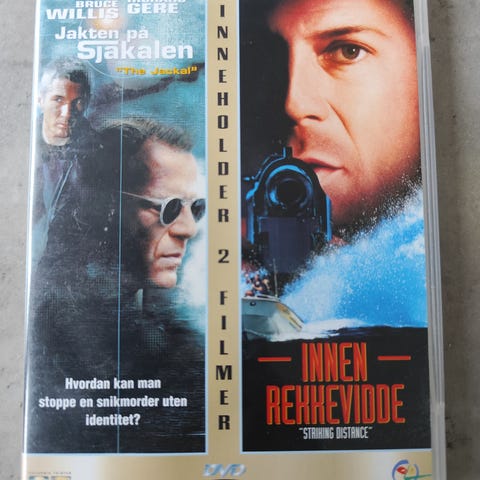 BRUCE
WILLIS
RICHARD
GERE
Jakten på
Sjakalen
"The Jackal"
Hvordan kan man
stoppe en snikmorder uten
identitet?
INNEHOLDER 2 FILMER
INNEN
REKKEVIDDE
"STRIKING DISTANCE"
DVD